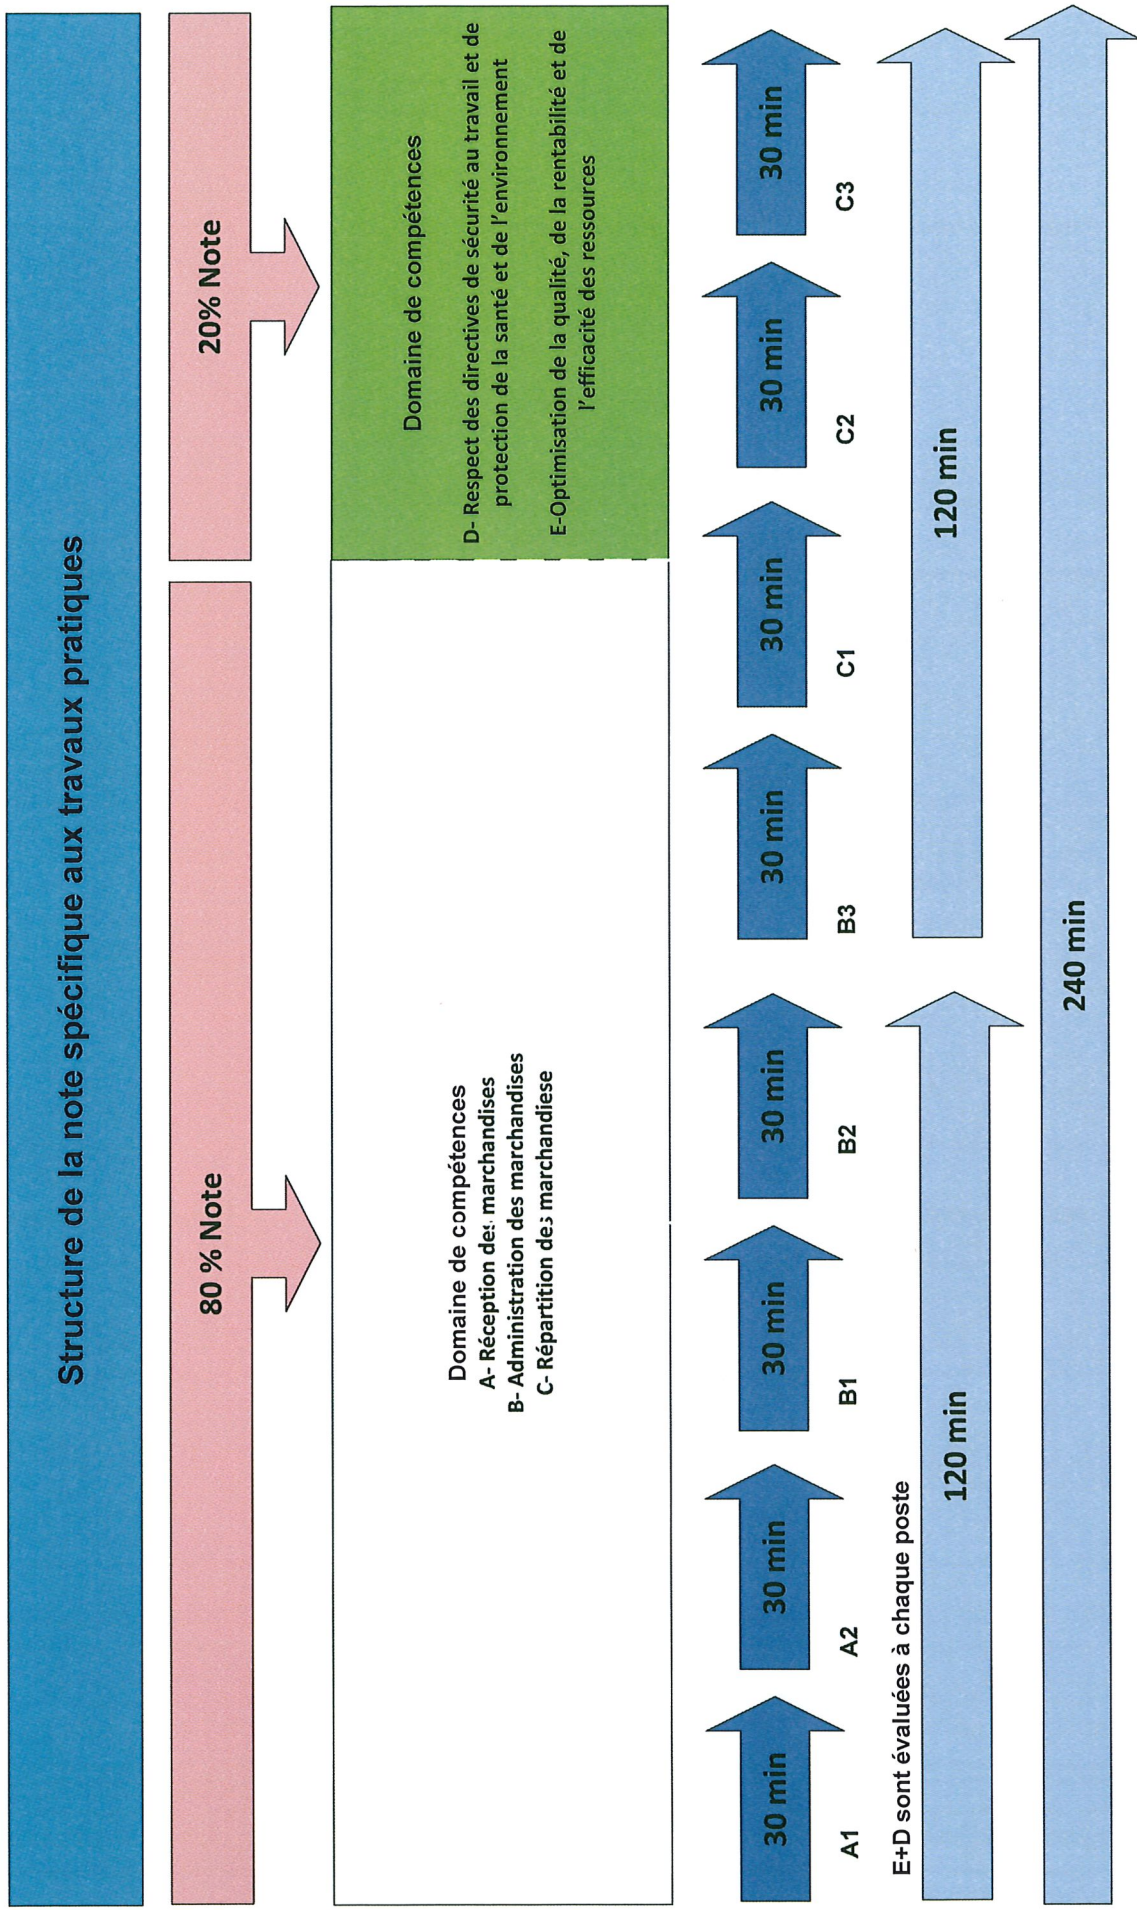 Structure de la note spécifique aux travaux pratiques
80 % Note
20% Note
Domaine de compétences
A- Réception des marchandises
B- Administration des marchandises
C- Répartition des marchandiese
Domaine de compétences
D- Respect des directives de sécurité au travail et de
protection de la santé et de l'environnement
E-Optimisation de la qualité, de la rentabilité et de
l'efficacité des ressources
30 min
30 min
30 min
30 min
30 min
30 min
30 min
30 min
A1
A2
B1
B2
B3
C1
C2
C3
E+D sont évaluées à chaque poste
120 min
120 min
240 min